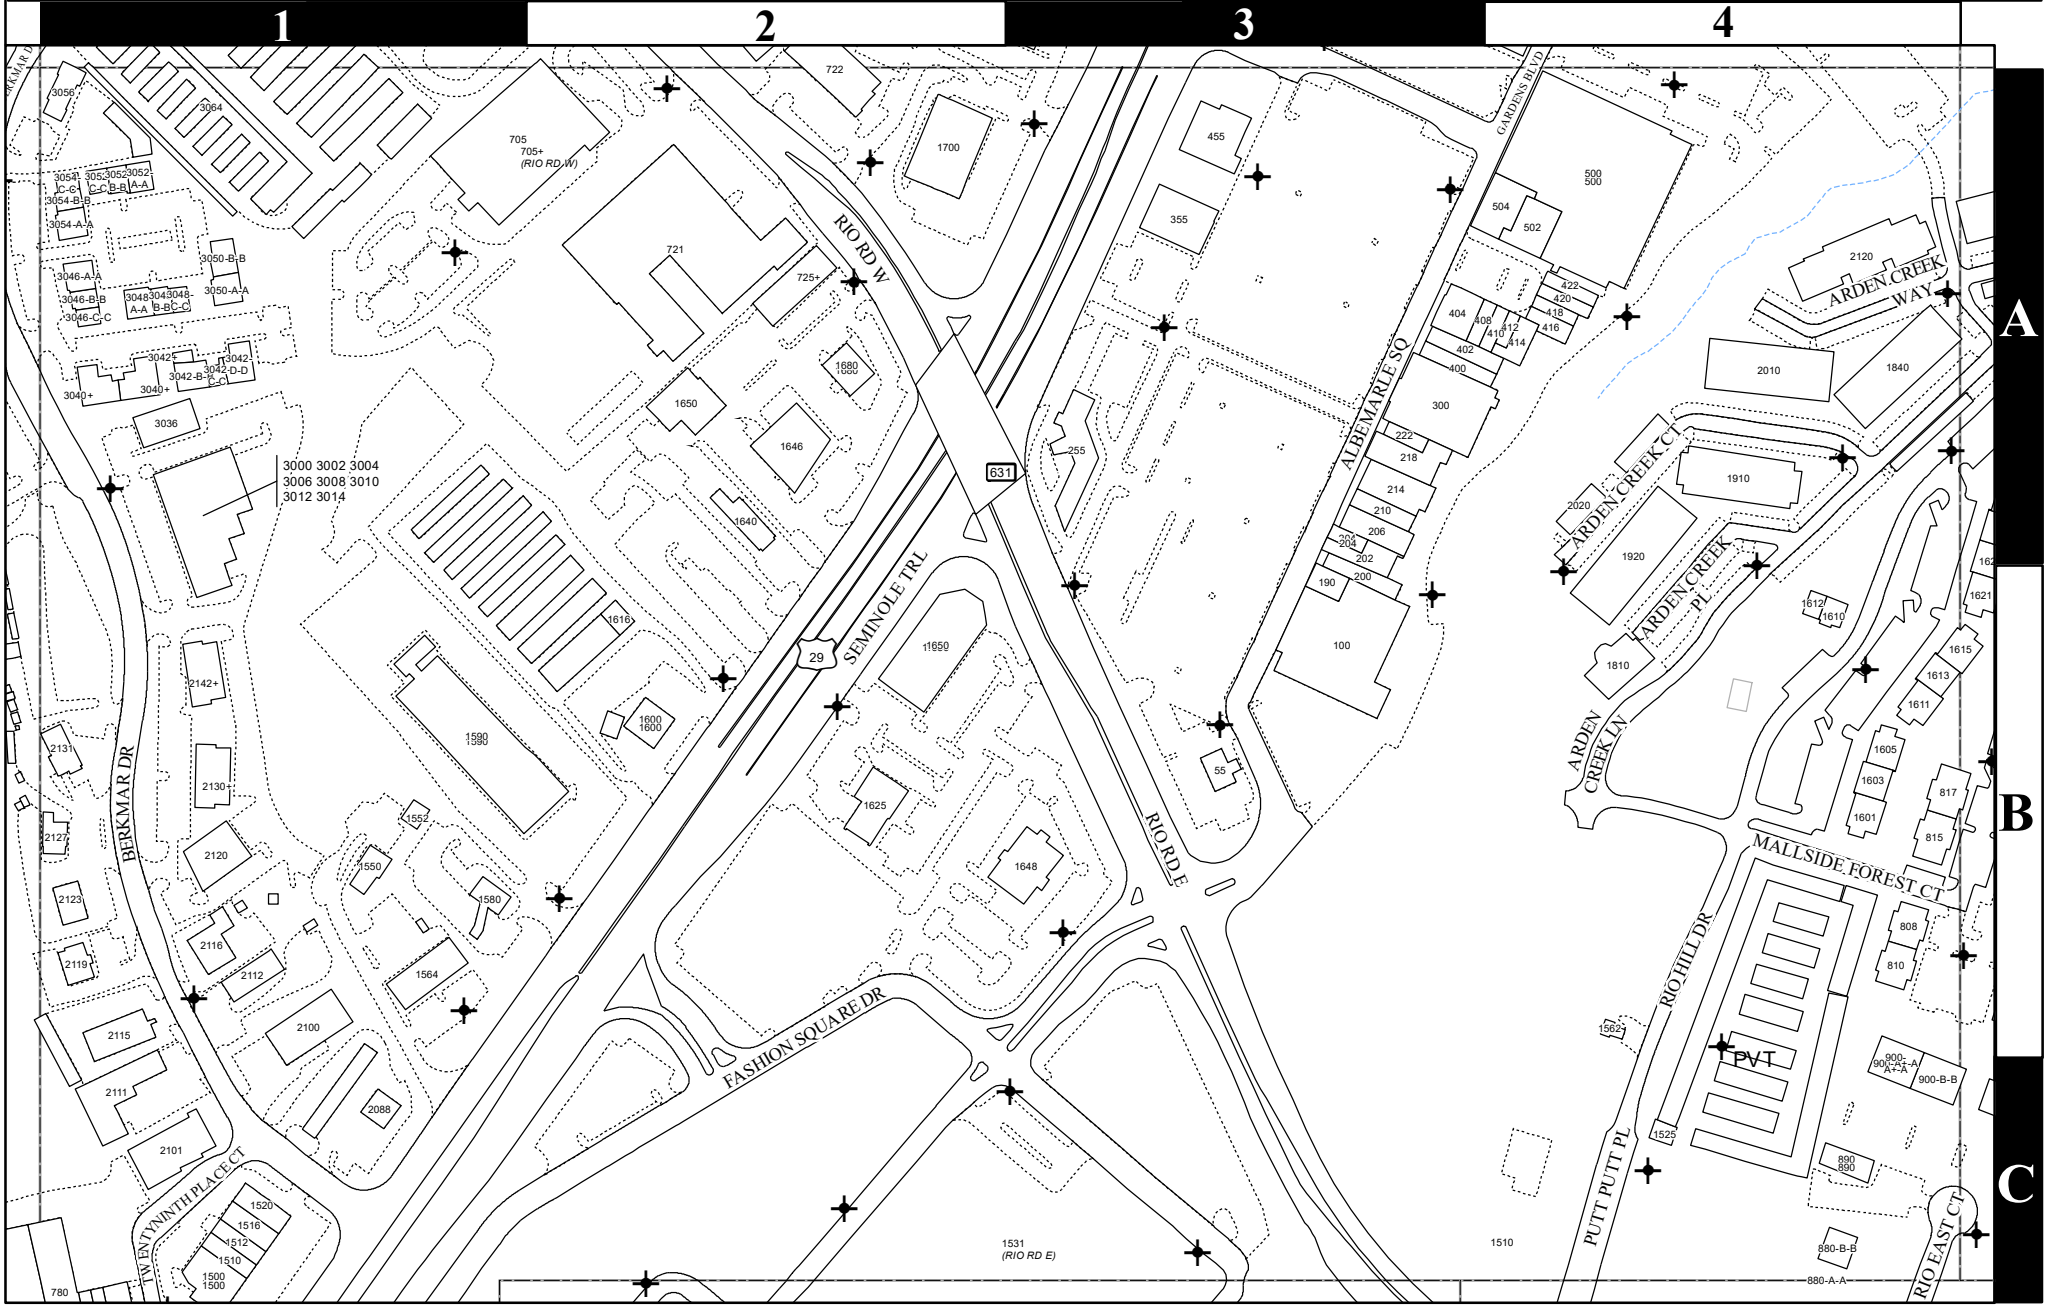 1
2
3
4
A
B
C
3056
3064
705
705+
(RIO RD W)
722
1700
455
355
GARDENS BLVD
500
500
504
502
3054-
C-C
3052-
A-A
B-B
C-C
3054-B-B
3054-A-A
3050-B-B
3050-A-A
3046-A-A
3046-B-B
3046-C-C
3048-
A-A
B-B
3048-
C-C
721
725+
RIO RD W
422
420
418
416
404
408
410
412
414
402
400
2120
ARDEN CREEK
WAY
3042+
3042-B-B
3042-
D-D
C-C
3040+
3040+
3036
1680
1650
1646
1640
631
255
ALBEMARLE SQ
300
222
218
214
210
206
204
202
200
190
100
2010
1840
1910
2020
ARDEN CREEK CT
1920
ARDEN CREEK
PL
3000 3002 3004
3006 3008 3010
3012 3014
1616
SEMINOLE TRL
29
1650
1612
1610
1621
1615
1613
1611
1810
ARDEN
CREEK LN
2142+
2131
BERKMAR DR
2130+
2127
1590
1600
1600
1625
55
RIO RD E
1605
1603
1601
817
815
MALLSIDE FOREST CT
1552
1550
1580
2120
1648
2123
2116
2112
2119
1564
2115
2100
2111
2088
2101
FASHION SQUARE DR
RIO HILL DR
808
810
1562
PVT
900-
900-A+-A
A+-A
900-B-B
1525
PUTT PUTT PL
890
890
TWENTYNINTH PLACE CT
1520
1516
1512
1510
1500
1500
780
1531
(RIO RD E)
1510
880-B-B
880-A-A
RIO EAST CT